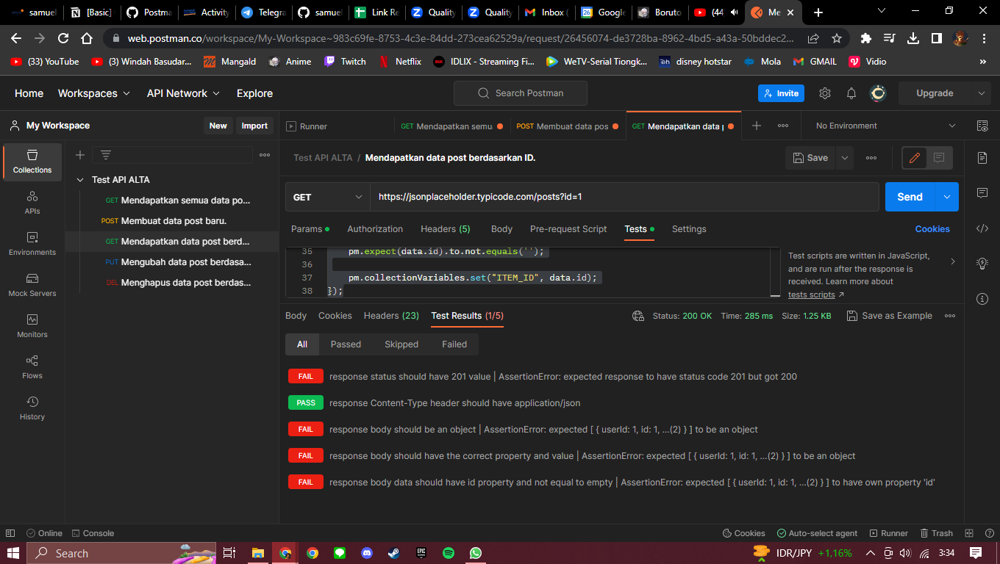 samuel
[Basic]
Postma
Activity
Telegra
samuel
Link Re
Quality
Quality
Inbox (
Google
Boruto
(44
Me
web.postman.co/workspace/My-Workspace~983c69fe-8753-4c3e-84dd-273cea62529a/request/26456074-de3728ba-8962-4bd5-a43a-50bddec2...
(33) YouTube
(3) Windah Basudar...
Mangald
Anime
Twitch
Netflix
IDLIX - Streaming Fi...
WeTV-Serial Tiongk...
disney hotstar
Mola
GMAIL
Vidio
»
Home Workspaces API Network Explore
Search Postman
Invite
Upgrade
My Workspace
New Import
Runner
GET Mendapatkan semu
POST Membuat data pos
GET Mendapatkan data p
No Environment
Collections
APIs
Environments
Mock Servers
Monitors
Flows
History
Test API ALTA
GET Mendapatkan semua data po...
POST Membuat data post baru.
GET Mendapatkan data post berd...
PUT Mengubah data post berdasa...
DEL Menghapus data post berdas...
Test API ALTA / Mendapatkan data post berdasarkan ID.
Save
GET https://jsonplaceholder.typicode.com/posts?id=1
Send
Params Authorization Headers (5) Body Pre-request Script Tests Settings
Cookies
35 pm.expect(data.id).to.not.equals('');
36
37 pm.collectionVariables.set("ITEM_ID", data.id);
38 });
Test scripts are written in JavaScript,
and are run after the response is
received. Learn more about
tests scripts ↗
Body Cookies Headers (23) Test Results (1/5)
Status: 200 OK Time: 285 ms Size: 1.25 KB
Save as Example
All Passed Skipped Failed
FAIL response status should have 201 value | AssertionError: expected response to have status code 201 but got 200
PASS response Content-Type header should have application/json
FAIL response body should be an object | AssertionError: expected [ { userId: 1, id: 1, …(2) } ] to be an object
FAIL response body should have the correct property and value | AssertionError: expected [ { userId: 1, id: 1, …(2) } ] to be an object
FAIL response body data should have id property and not equal to empty | AssertionError: expected [ { userId: 1, id: 1, …(2) } ] to have own property 'id'
Online Console
Cookies Auto-select agent Runner Trash
Search
EPIC
IDR/JPY +1,16%
3:34